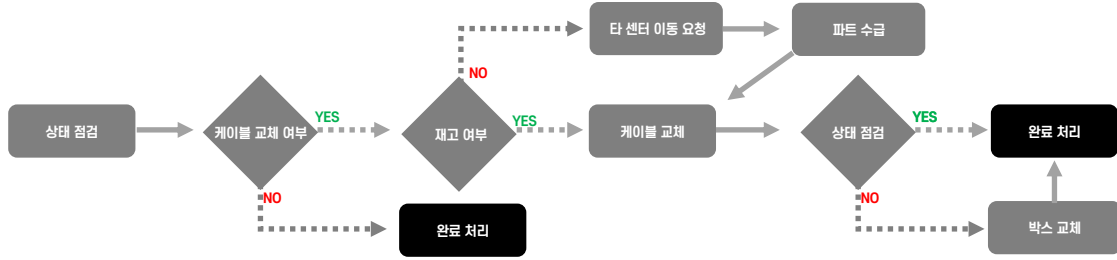 타 센터 이동 요청
파트 수급
NO
상태 점검
케이블 교체 여부
YES
재고 여부
YES
케이블 교체
상태 점검
YES
완료 처리
NO
NO
완료 처리
박스 교체